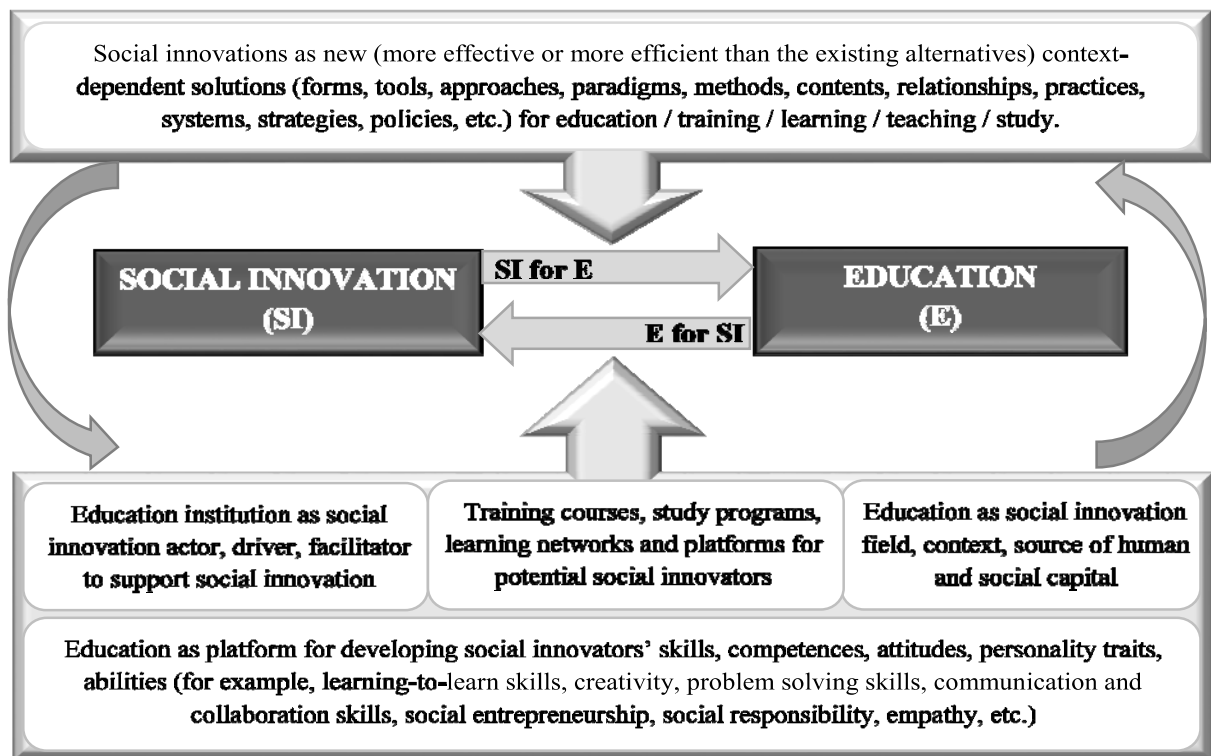 Social innovations as new (more effective or more efficient than the existing alternatives) context-
dependent solutions (forms, tools, approaches, paradigms, methods, contents, relationships, practices,
systems, strategies, policies, etc.) for education / training / learning / teaching / study.
SOCIAL INNOVATION
(SI)
SI for E
E for SI
EDUCATION
(E)
Education institution as social
innovation actor, driver, facilitator
to support social innovation
Training courses, study programs,
learning networks and platforms for
potential social innovators
Education as social innovation
field, context, source of human
and social capital
Education as platform for developing social innovators’ skills, competences, attitudes, personality traits,
abilities (for example, learning-to-learn skills, creativity, problem solving skills, communication and
collaboration skills, social entrepreneurship, social responsibility, empathy, etc.)